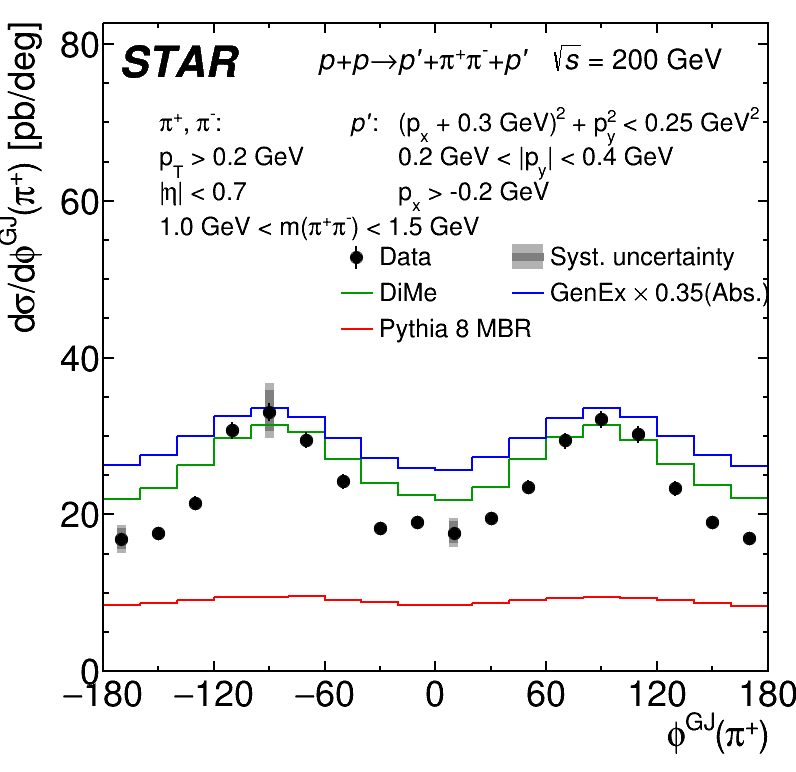 dσ/dφ^GJ(π⁺) [pb/deg]
80
60
40
20
0
STAR p+p→p′+π⁺π⁻+p′ √s = 200 GeV
π⁺, π⁻: p′: (p_x + 0.3 GeV)² + p_y² < 0.25 GeV²
p_T > 0.2 GeV 0.2 GeV < |p_y| < 0.4 GeV
|η| < 0.7 p_x > -0.2 GeV
1.0 GeV < m(π⁺π⁻) < 1.5 GeV
Data Syst. uncertainty
DiMe GenEx × 0.35(Abs.)
Pythia 8 MBR
−180 −120 −60 0 60 120 180
φ^GJ(π⁺)